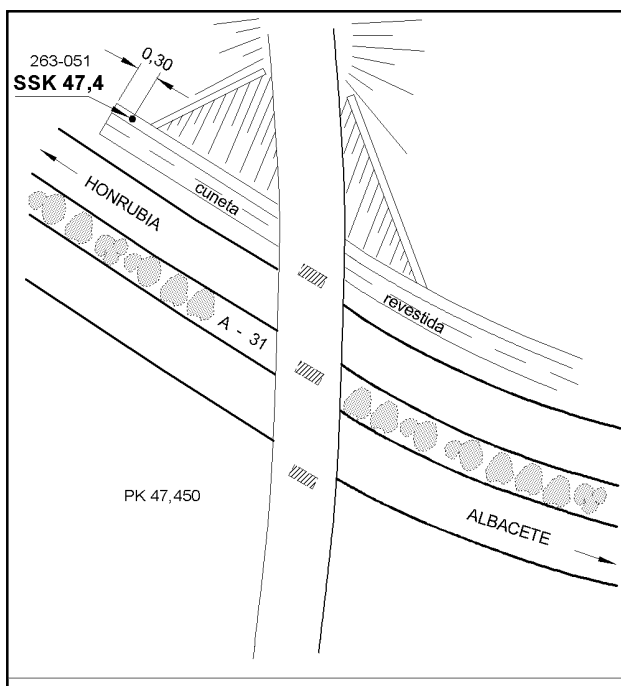 263-051
0,30
SSK 47,4
HONRUBIA
cuneta
A - 31
revestida
PK 47,450
ALBACETE